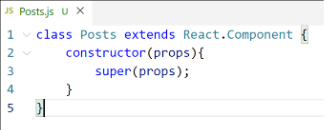 JS Posts.js U
1 class Posts extends React.Component {
2 constructor(props){
3 super(props);
4 }
5 }